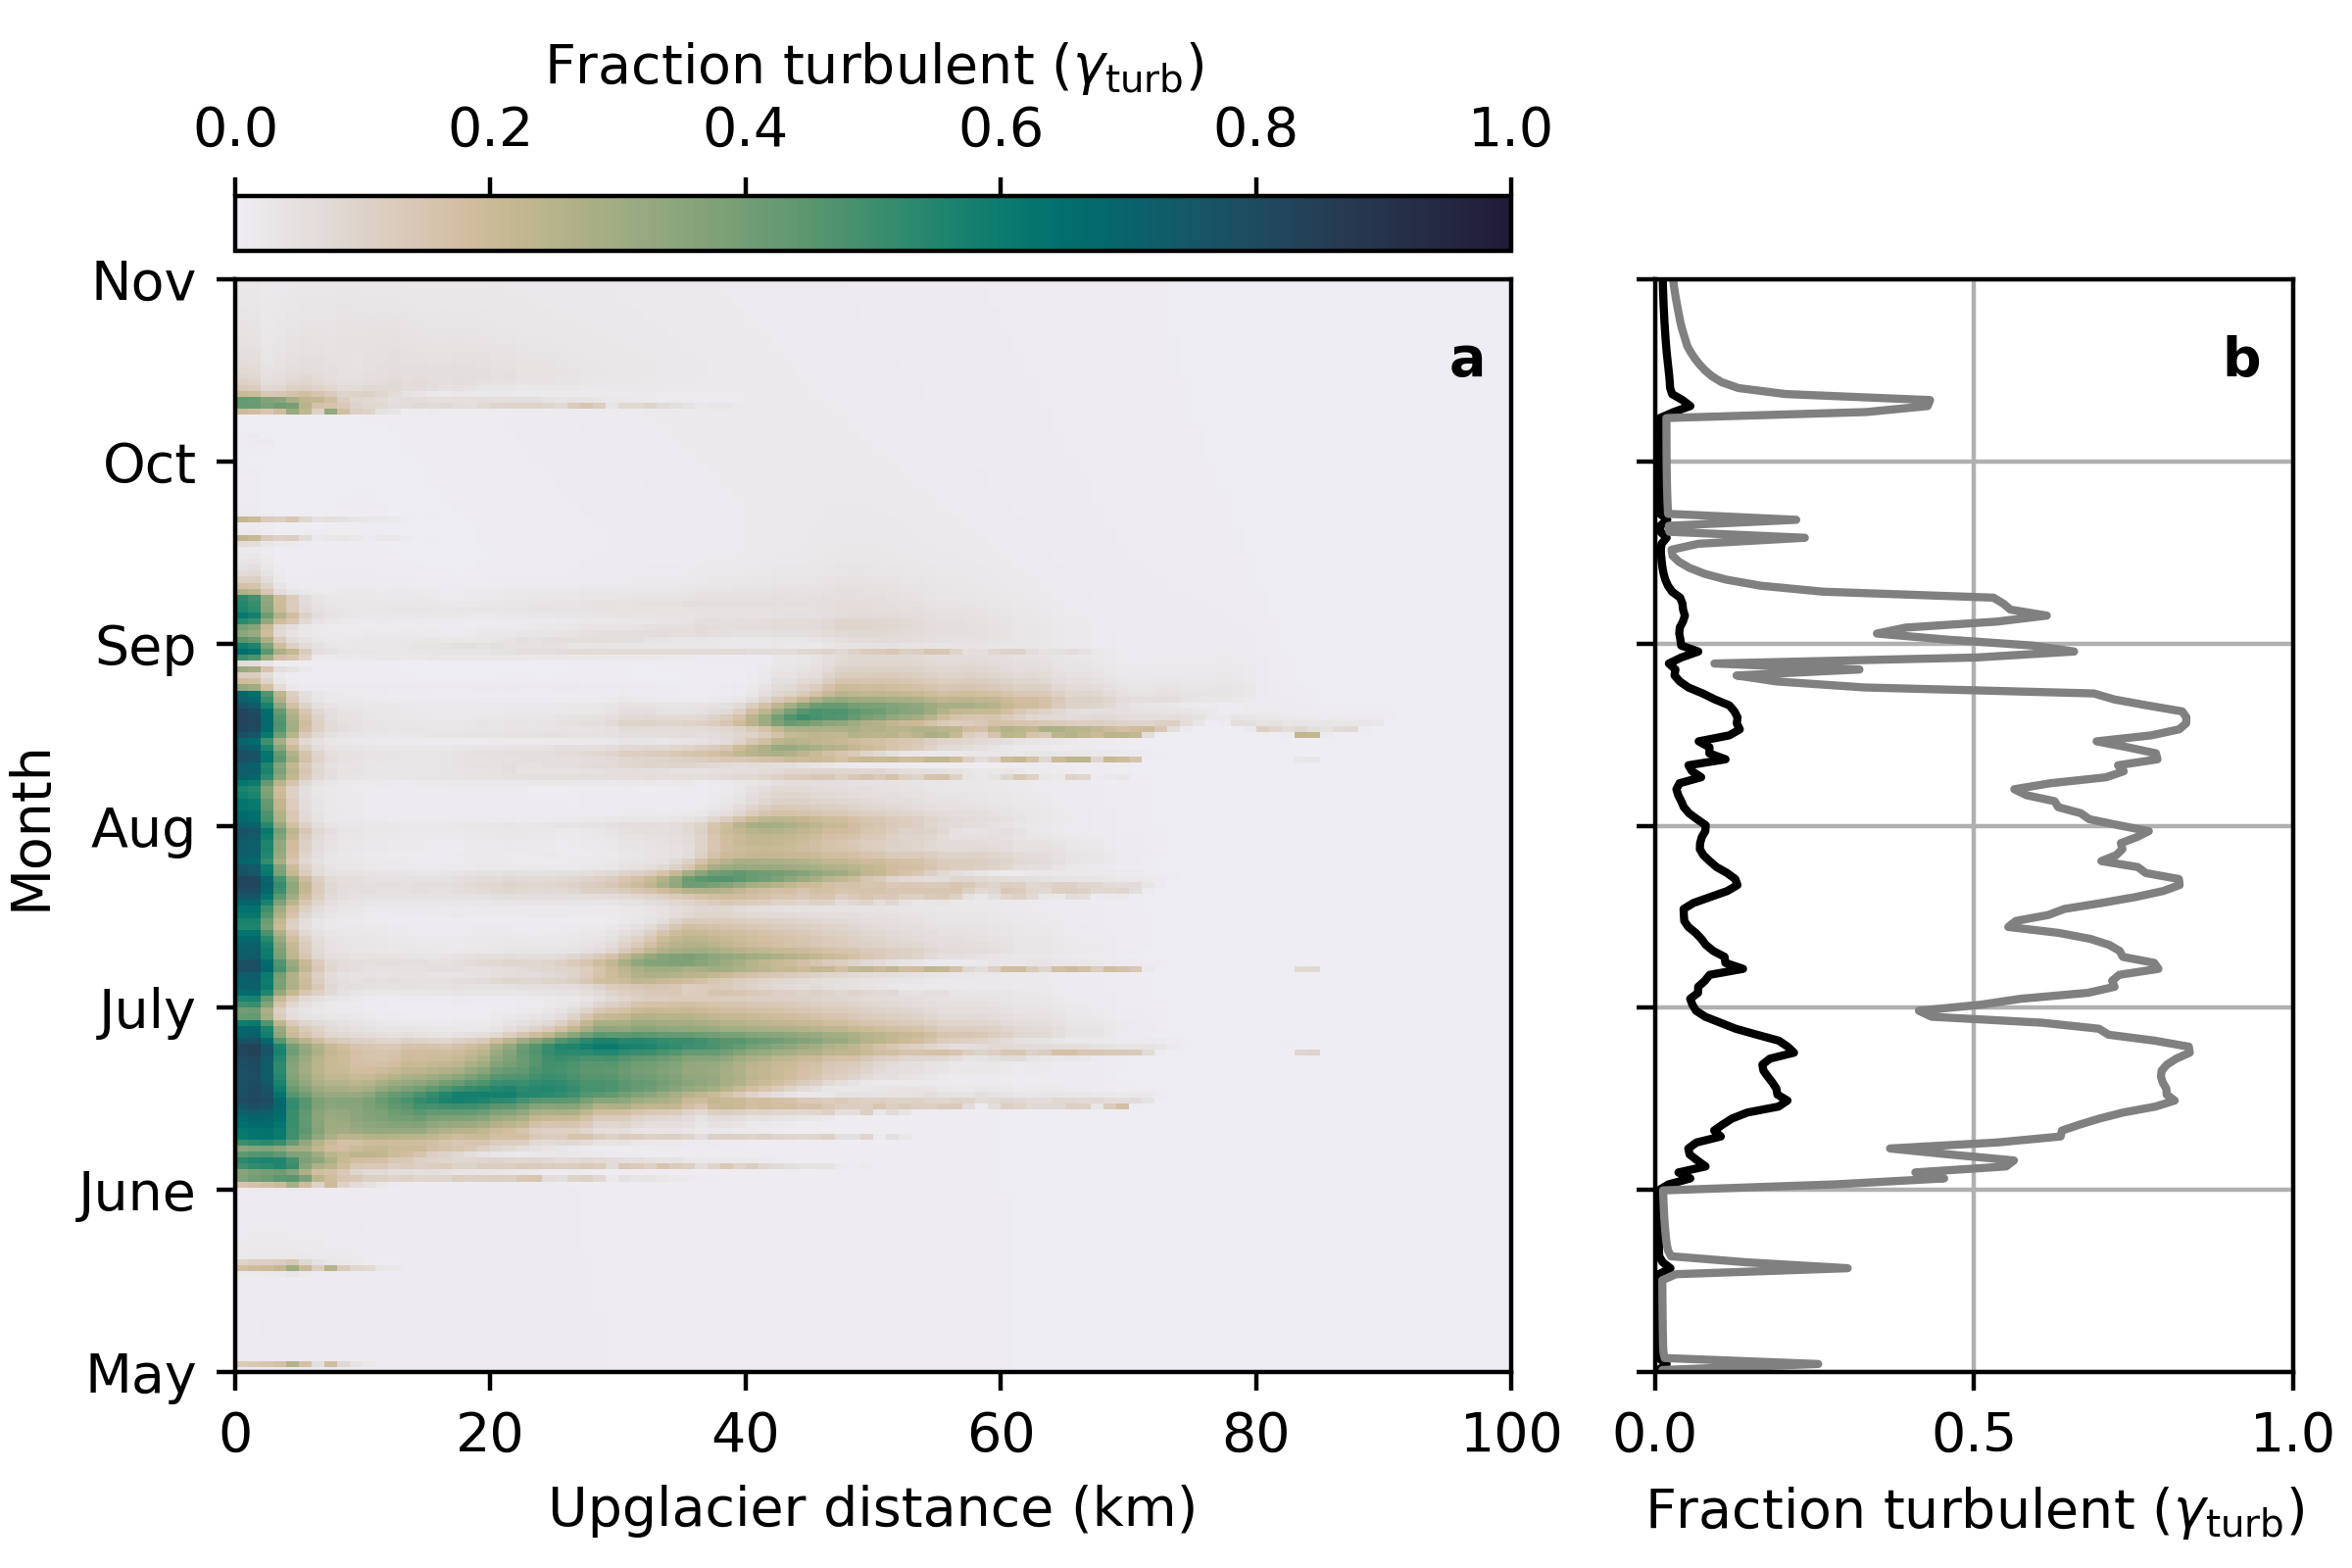 Fraction turbulent (γturb)
0.0 0.2 0.4 0.6 0.8 1.0
Nov
a b
Oct
Sep
Month
Aug
July
June
May
0 20 40 60 80 100 0.0 0.5 1.0
Upglacier distance (km) Fraction turbulent (γturb)